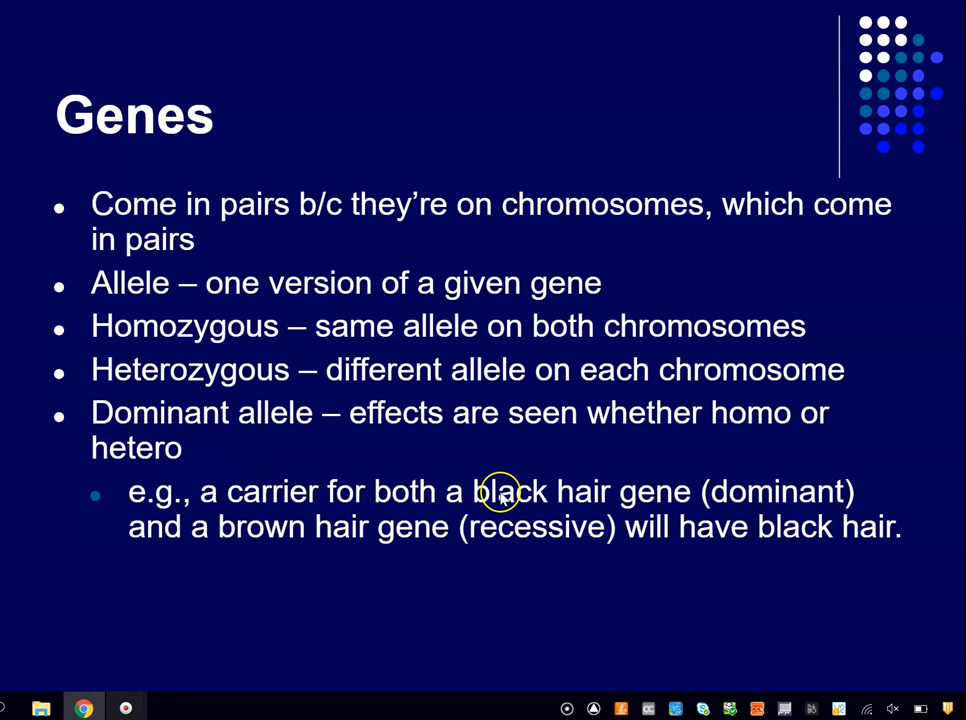 Genes
Come in pairs b/c they're on chromosomes, which come
in pairs
Allele – one version of a given gene
Homozygous – same allele on both chromosomes
Heterozygous – different allele on each chromosome
Dominant allele – effects are seen whether homo or
hetero
e.g., a carrier for both a black hair gene (dominant)
and a brown hair gene (recessive) will have black hair.